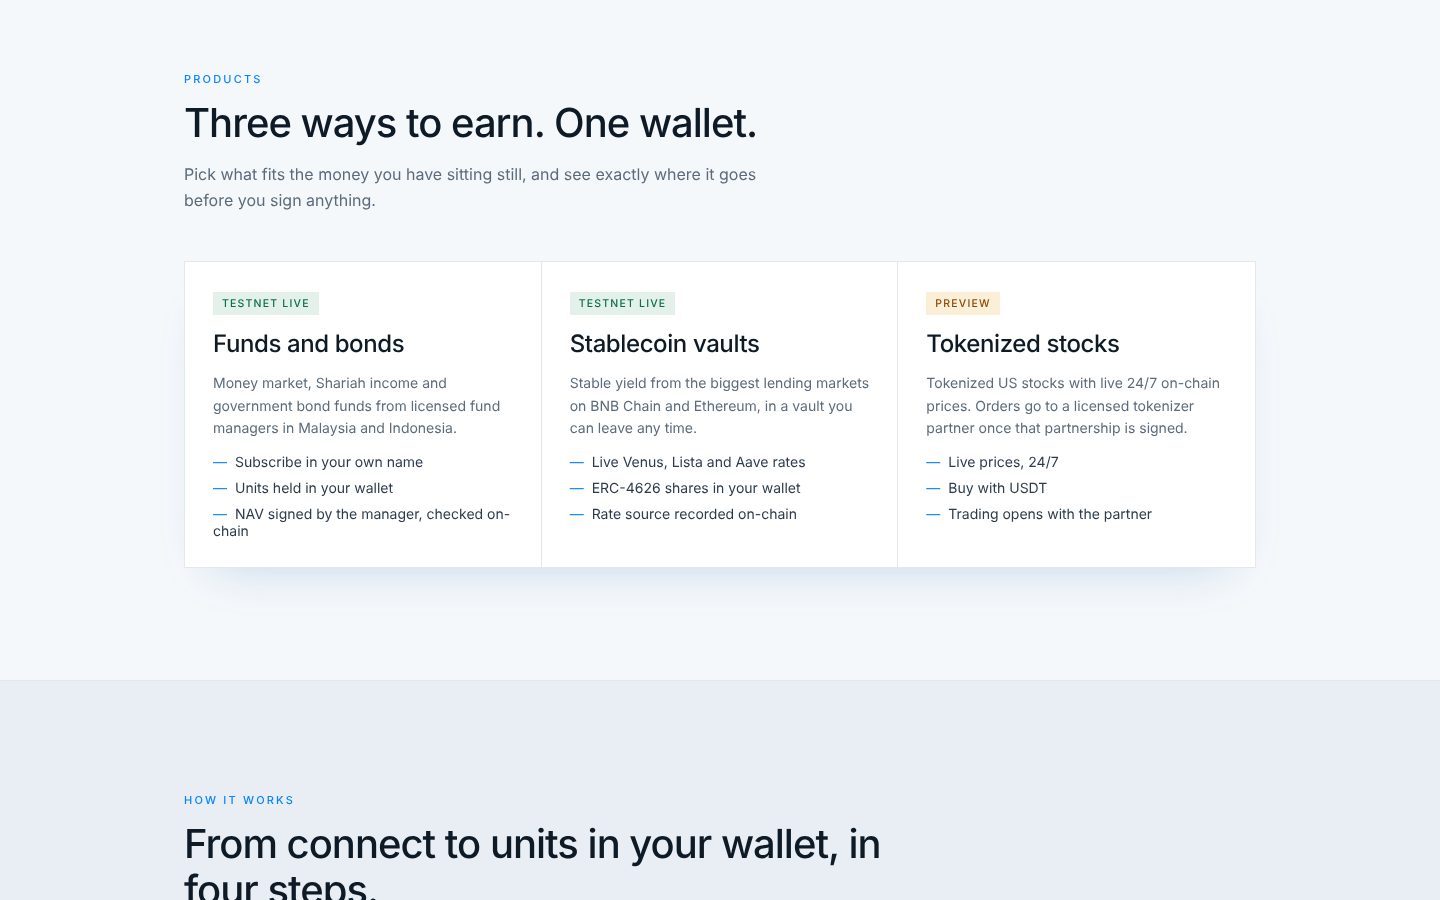 PRODUCTS
Three ways to earn. One wallet.
Pick what fits the money you have sitting still, and see exactly where it goes
before you sign anything.
TESTNET LIVE
Funds and bonds
Money market, Shariah income and
government bond funds from licensed fund
managers in Malaysia and Indonesia.
— Subscribe in your own name
— Units held in your wallet
— NAV signed by the manager, checked on-
chain
TESTNET LIVE
Stablecoin vaults
Stable yield from the biggest lending markets
on BNB Chain and Ethereum, in a vault you
can leave any time.
— Live Venus, Lista and Aave rates
— ERC-4626 shares in your wallet
— Rate source recorded on-chain
PREVIEW
Tokenized stocks
Tokenized US stocks with live 24/7 on-chain
prices. Orders go to a licensed tokenizer
partner once that partnership is signed.
— Live prices, 24/7
— Buy with USDT
— Trading opens with the partner
HOW IT WORKS
From connect to units in your wallet, in
four steps.